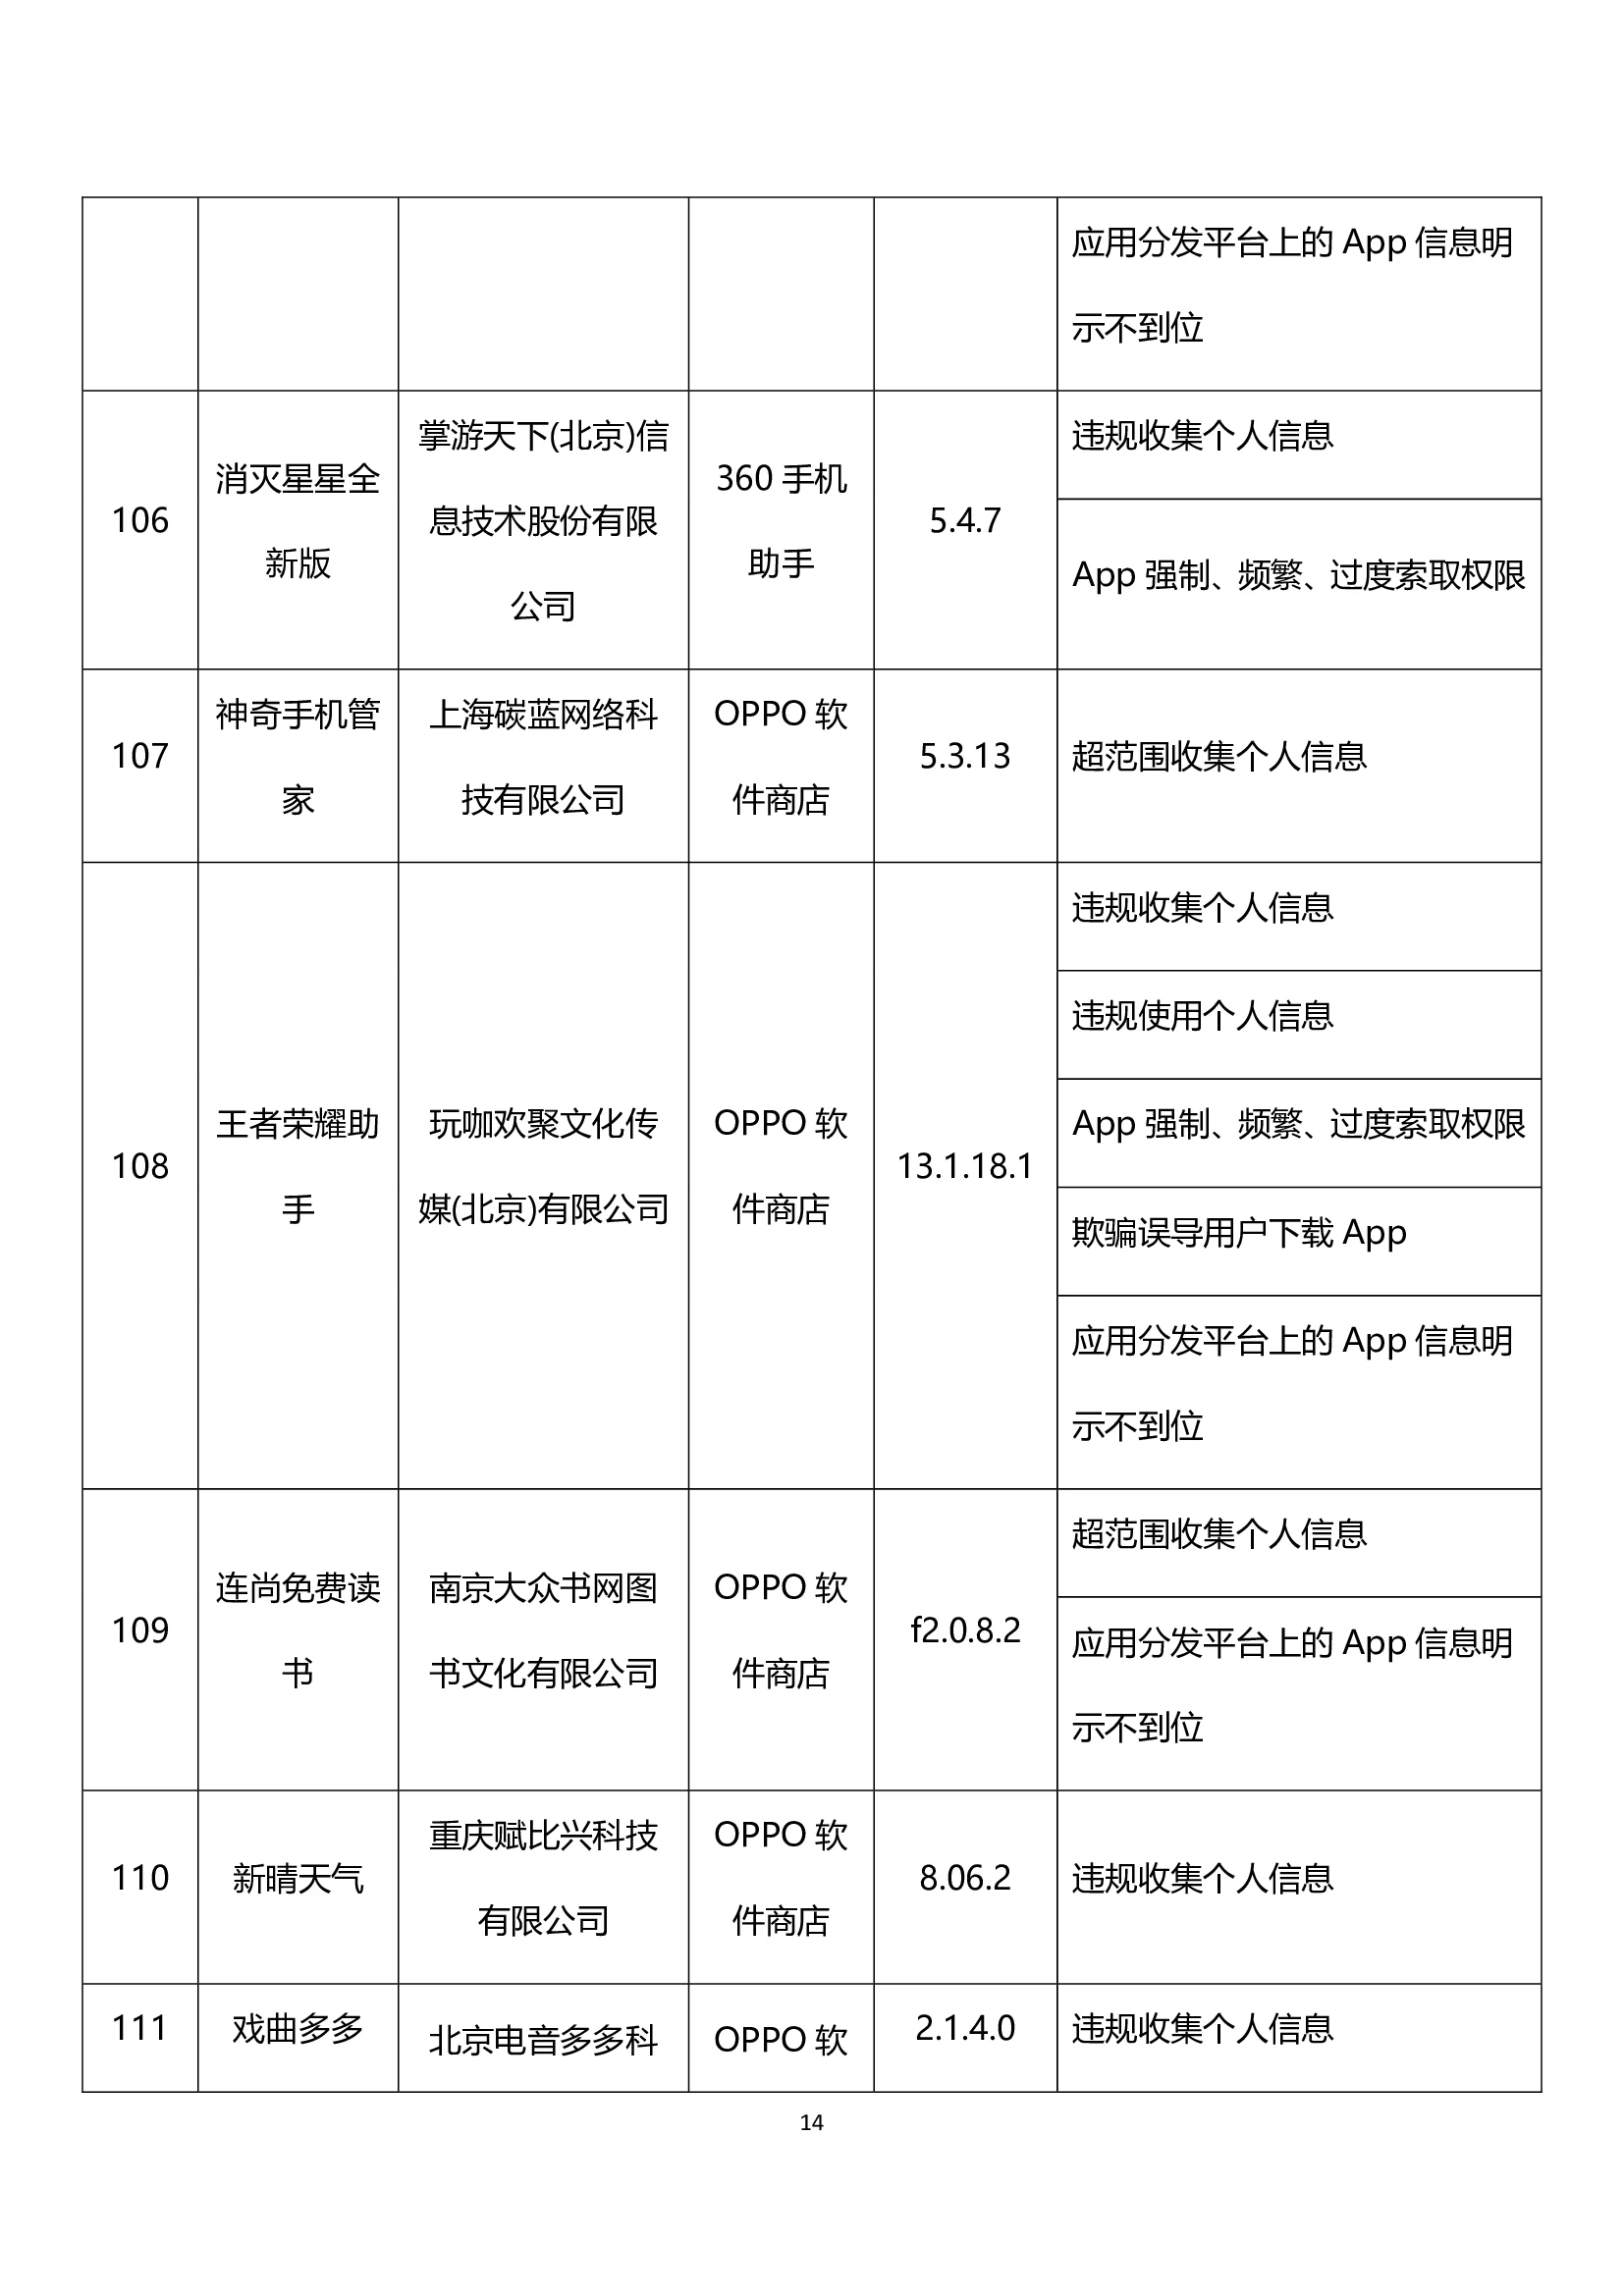 应用分发平台上的 App 信息明
示不到位
106
消灭星星全
新版
掌游天下(北京)信
息技术股份有限
公司
360 手机
助手
5.4.7
违规收集个人信息
App 强制、频繁、过度索取权限
107
神奇手机管
家
上海碳蓝网络科
技有限公司
OPPO 软
件商店
5.3.13
超范围收集个人信息
108
王者荣耀助
手
玩咖欢聚文化传
媒(北京)有限公司
OPPO 软
件商店
13.1.18.1
违规收集个人信息
违规使用个人信息
App 强制、频繁、过度索取权限
欺骗误导用户下载 App
应用分发平台上的 App 信息明
示不到位
109
连尚免费读
书
南京大众书网图
书文化有限公司
OPPO 软
件商店
f2.0.8.2
超范围收集个人信息
应用分发平台上的 App 信息明
示不到位
110
新晴天气
重庆赋比兴科技
有限公司
OPPO 软
件商店
8.06.2
违规收集个人信息
111
戏曲多多
北京电音多多科
OPPO 软
2.1.4.0
违规收集个人信息
14